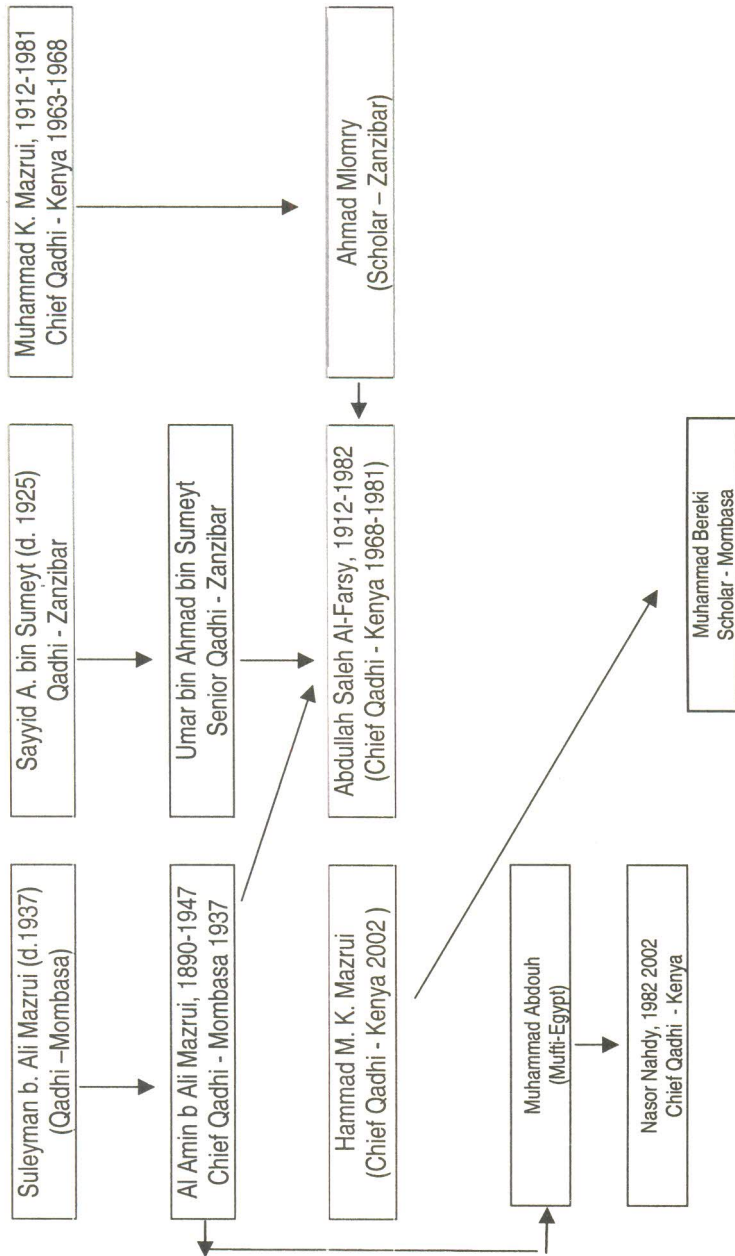 Suleyman b. Ali Mazrui (d.1937)
(Qadhi –Mombasa)
Sayyid A. bin Sumeyt (d. 1925)
Qadhi - Zanzibar
Muhammad K. Mazrui, 1912-1981
Chief Qadhi - Kenya 1963-1968
Al Amin b Ali Mazrui, 1890-1947
Chief Qadhi - Mombasa 1937
Umar bin Ahmad bin Sumeyt
Senior Qadhi - Zanzibar
Hammad M. K. Mazrui
(Chief Qadhi - Kenya 2002 )
Abdullah Saleh Al-Farsy, 1912-1982
(Chief Qadhi - Kenya 1968-1981)
Ahmad Mlomry
(Scholar – Zanzibar)
Muhammad Abdouh
(Mufti-Egypt)
Nasor Nahdy, 1982 2002
Chief Qadhi - Kenya
Muhammad Bereki
Scholar - Mombasa